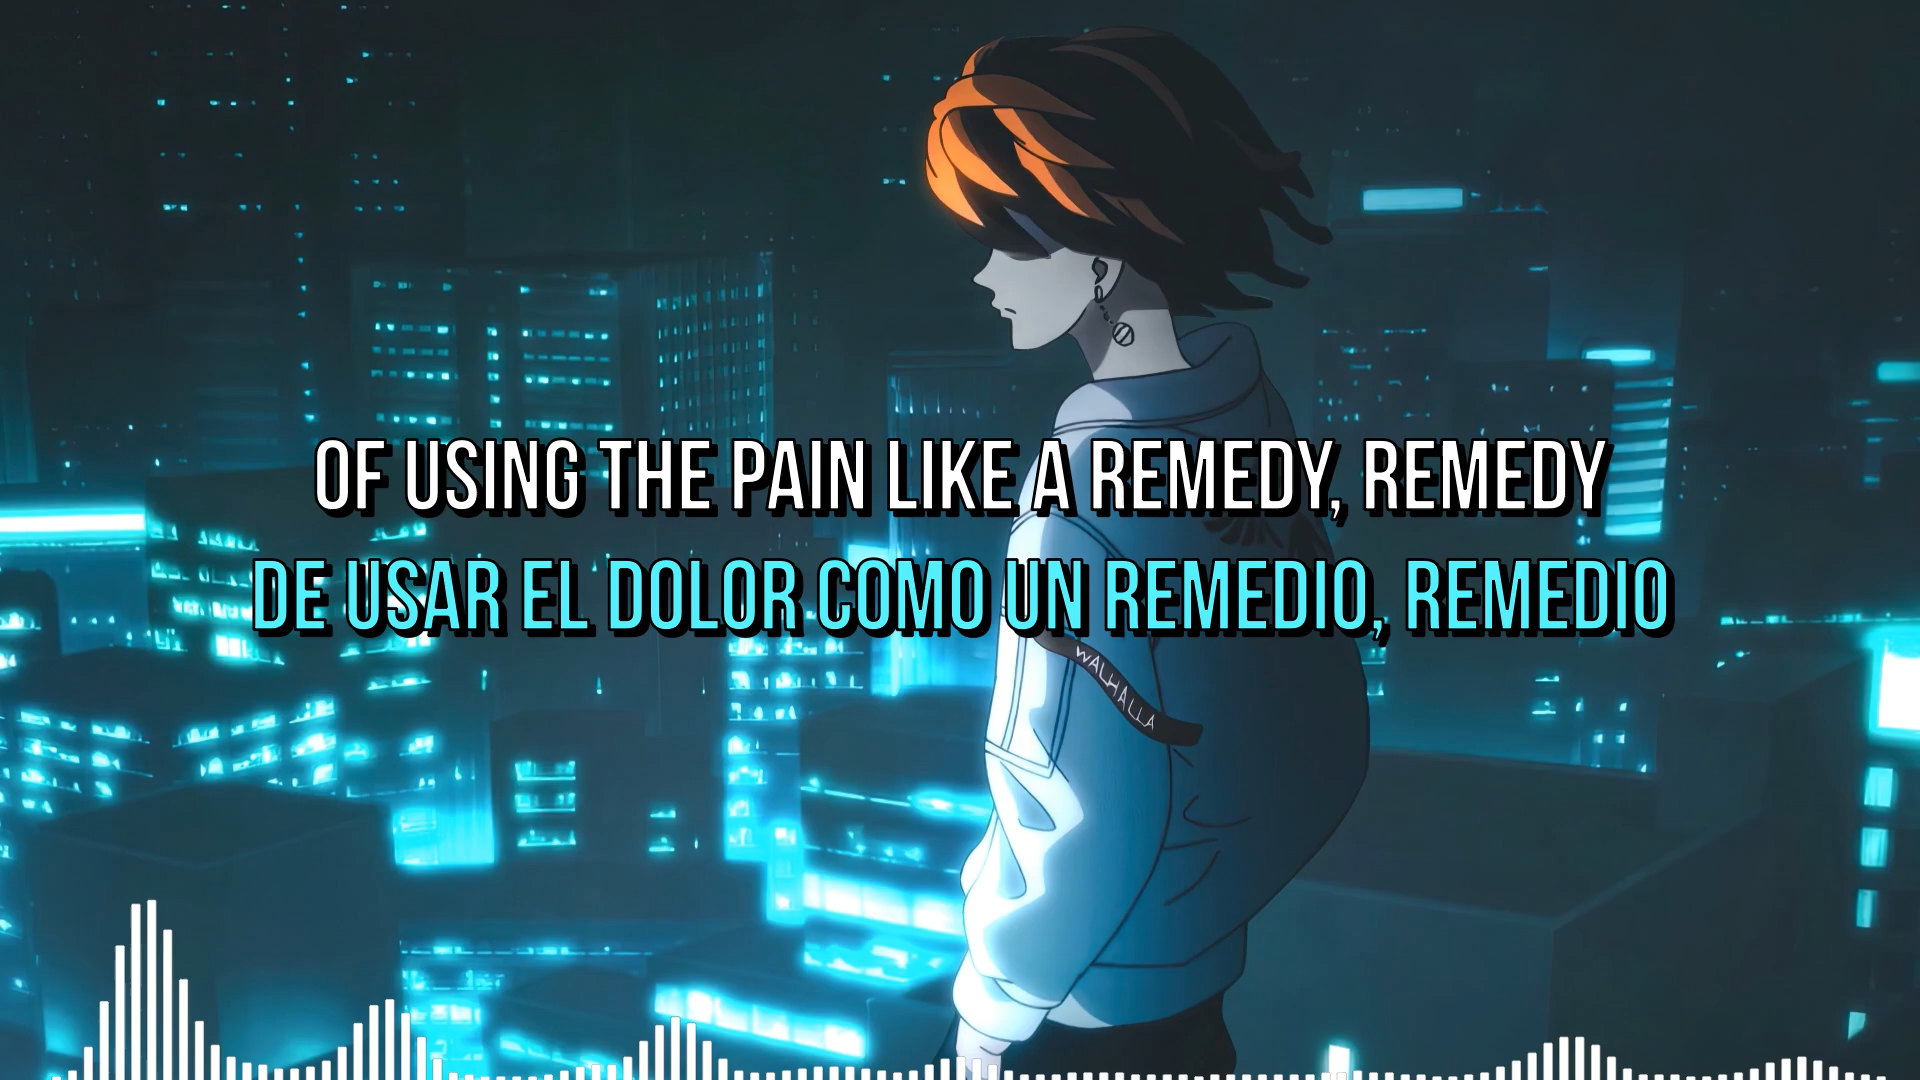 OF USING THE PAIN LIKE A REMEDY, REMEDY
DE USAR EL DOLOR COMO UN REMEDIO, REMEDIO
WALHALLA